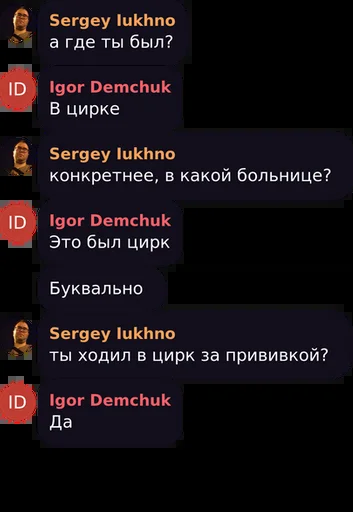 Sergey Iukhno
а где ты был?
ID
Igor Demchuk
В цирке
Sergey Iukhno
конкретнее, в какой больнице?
ID
Igor Demchuk
Это был цирк
Буквально
Sergey Iukhno
ты ходил в цирк за прививкой?
ID
Igor Demchuk
Да